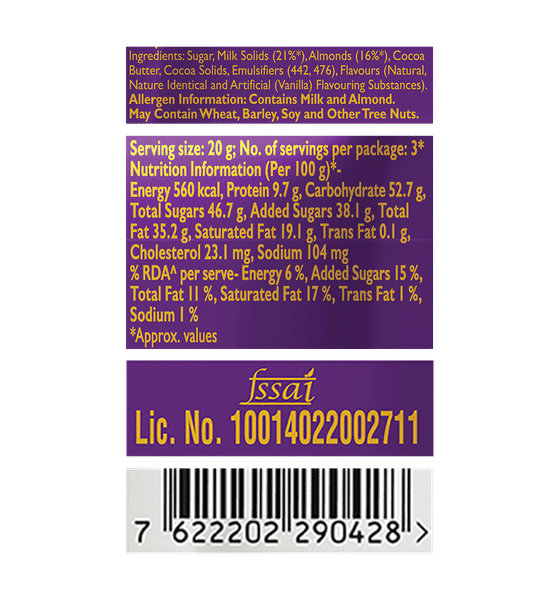 Ingredients: Sugar, Milk Solids (21%*), Almonds (16%*), Cocoa
Butter, Cocoa Solids, Emulsifiers (442, 476), Flavours (Natural,
Nature Identical and Artificial (Vanilla) Flavouring Substances).
Allergen Information: Contains Milk and Almond.
May Contain Wheat, Barley, Soy and Other Tree Nuts.
Serving size: 20 g; No. of servings per package: 3*
Nutrition Information (Per 100 g)*-
Energy 560 kcal, Protein 9.7 g, Carbohydrate 52.7 g,
Total Sugars 46.7 g, Added Sugars 38.1 g, Total
Fat 35.2 g, Saturated Fat 19.1 g, Trans Fat 0.1 g,
Cholesterol 23.1 mg, Sodium 104 mg
% RDA^ per serve- Energy 6 %, Added Sugars 15 %,
Total Fat 11 %, Saturated Fat 17 %, Trans Fat 1 %,
Sodium 1 %
*Approx. values
fssai
Lic. No. 10014022002711
7 622202 290428 >